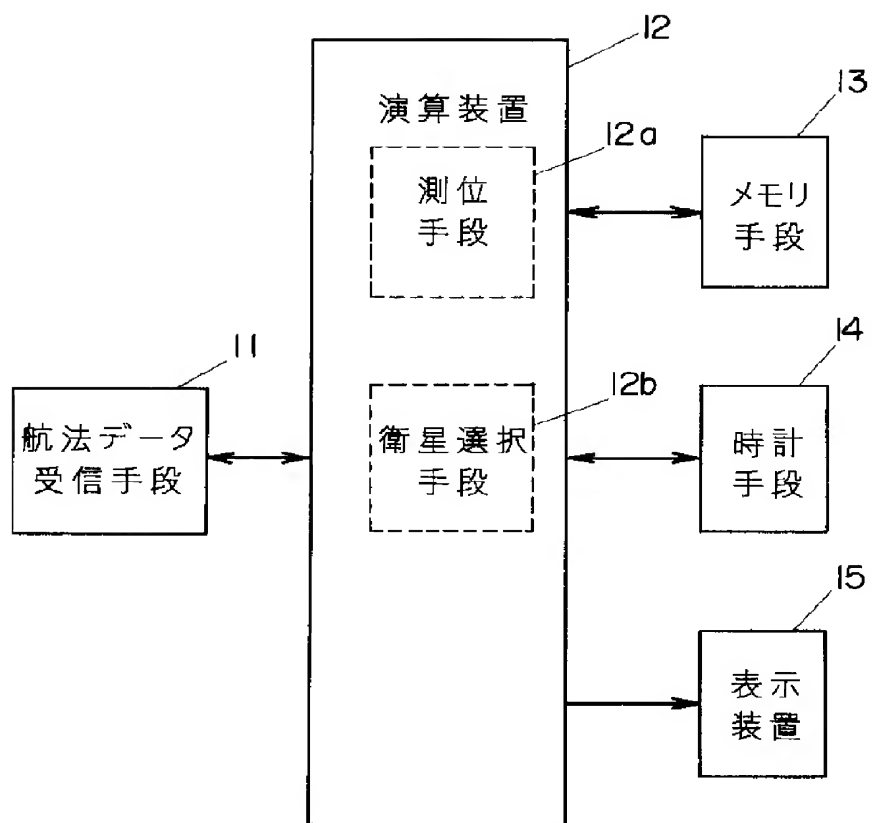 12
演算装置
13
12a
測位
手段
メモリ
手段
11
航法データ
受信手段
12b
衛星選択
手段
14
時計
手段
15
表示
装置